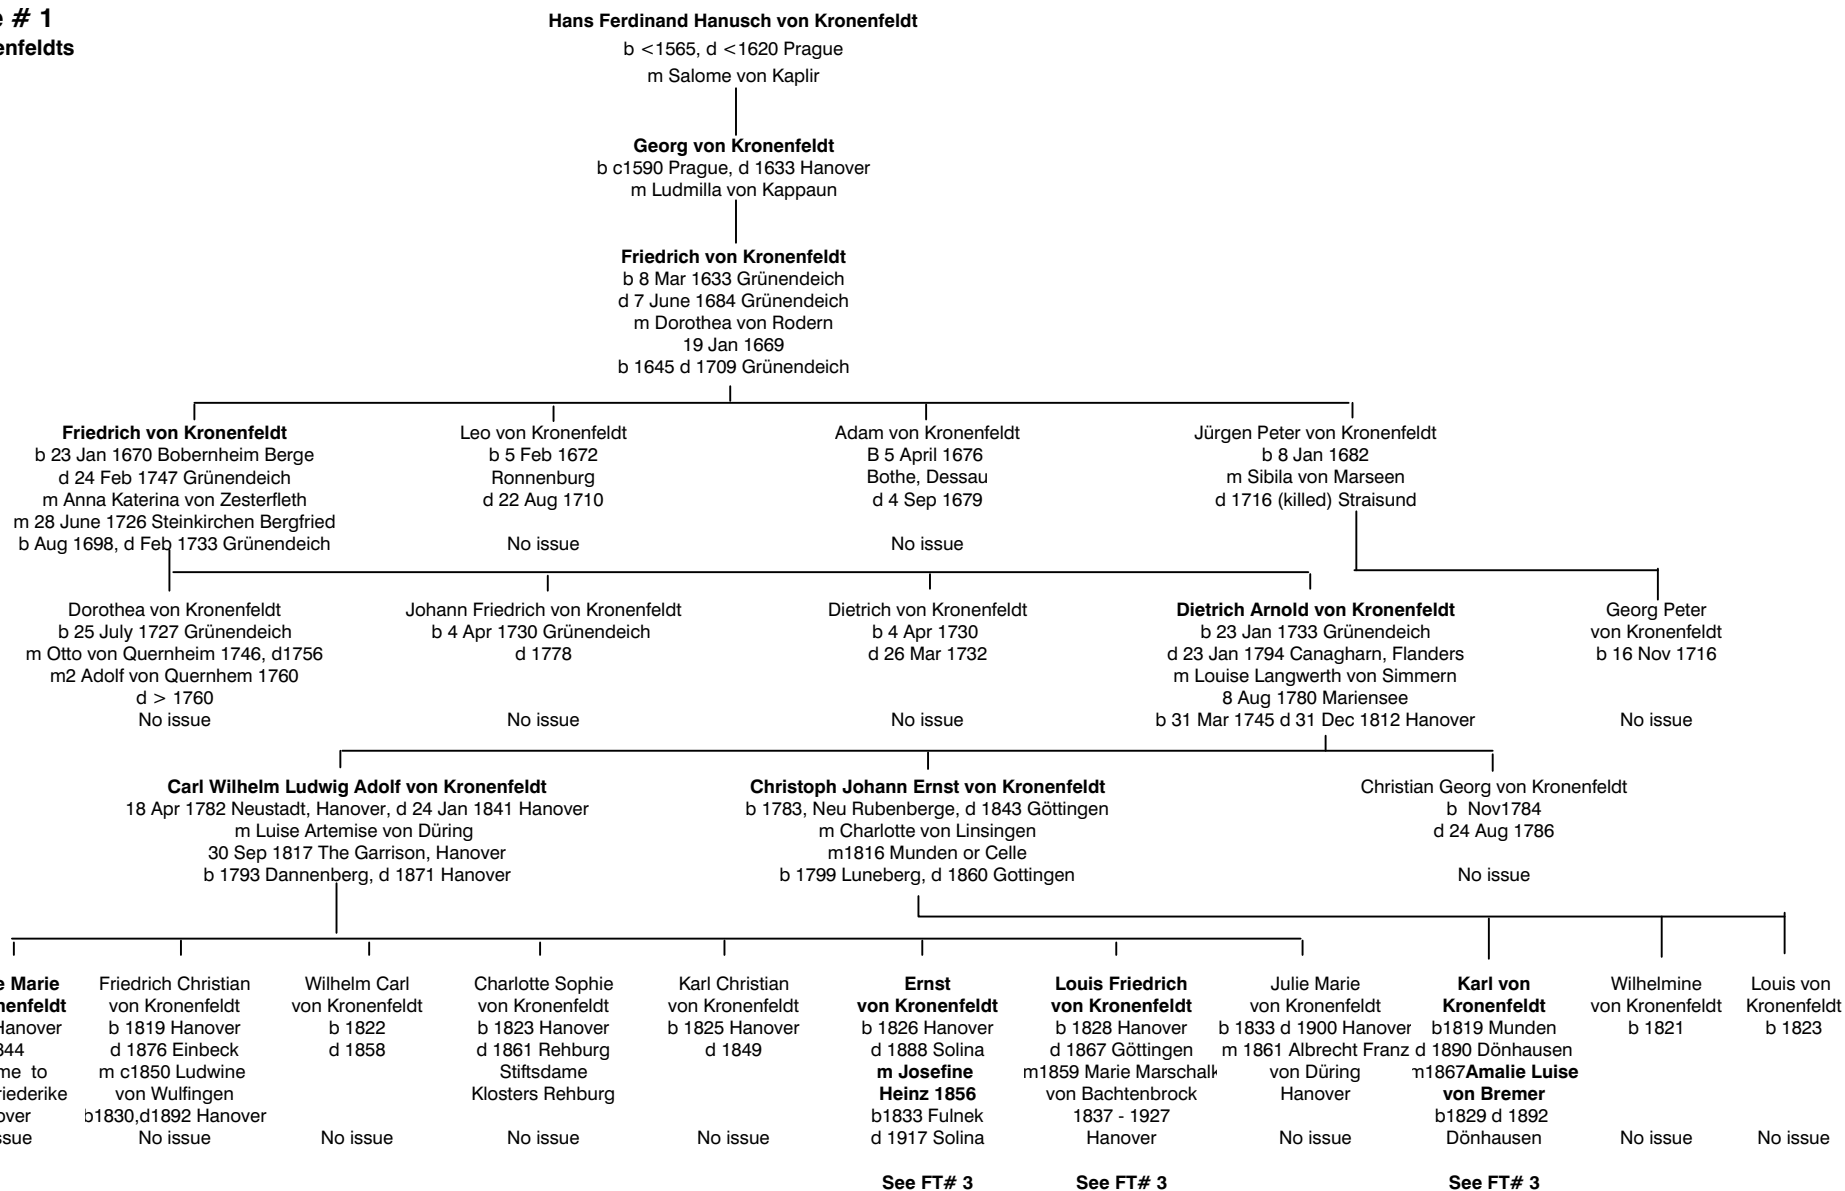 # 1
enfeldts
Hans Ferdinand Hanusch von Kronenfeldt
b <1565, d <1620 Prague
m Salome von Kaplir
Georg von Kronenfeldt
b c1590 Prague, d 1633 Hanover
m Ludmilla von Kappaun
Friedrich von Kronenfeldt
b 8 Mar 1633 Grünendeich
d 7 June 1684 Grünendeich
m Dorothea von Rodern
19 Jan 1669
b 1645 d 1709 Grünendeich
Friedrich von Kronenfeldt
b 23 Jan 1670 Bobernheim Berge
d 24 Feb 1747 Grünendeich
m Anna Katerina von Zesterfleth
m 28 June 1726 Steinkirchen Bergfried
b Aug 1698, d Feb 1733 Grünendeich
Leo von Kronenfeldt
b 5 Feb 1672
Ronnenburg
d 22 Aug 1710
No issue
Adam von Kronenfeldt
B 5 April 1676
Bothe, Dessau
d 4 Sep 1679
No issue
Jürgen Peter von Kronenfeldt
b 8 Jan 1682
m Sibila von Marseen
d 1716 (killed) Straisund
Dorothea von Kronenfeldt
b 25 July 1727 Grünendeich
m Otto von Quernheim 1746, d1756
m2 Adolf von Quernhem 1760
d > 1760
No issue
Johann Friedrich von Kronenfeldt
b 4 Apr 1730 Grünendeich
d 1778
No issue
Dietrich von Kronenfeldt
b 4 Apr 1730
d 26 Mar 1732
No issue
Dietrich Arnold von Kronenfeldt
b 23 Jan 1733 Grünendeich
d 23 Jan 1794 Canagharn, Flanders
m Louise Langwerth von Simmern
8 Aug 1780 Mariensee
b 31 Mar 1745 d 31 Dec 1812 Hanover
Georg Peter
von Kronenfeldt
b 16 Nov 1716
No issue
Carl Wilhelm Ludwig Adolf von Kronenfeldt
18 Apr 1782 Neustadt, Hanover, d 24 Jan 1841 Hanover
m Luise Artemise von Düring
30 Sep 1817 The Garrison, Hanover
b 1793 Dannenberg, d 1871 Hanover
Christoph Johann Ernst von Kronenfeldt
b 1783, Neu Rubenberge, d 1843 Göttingen
m Charlotte von Linsingen
m1816 Munden or Celle
b 1799 Luneberg, d 1860 Gottingen
Christian Georg von Kronenfeldt
b Nov1784
d 24 Aug 1786
No issue
e Marie
nenfeldt
Hanover
344
me to
riederike
over
ssue
Friedrich Christian
von Kronenfeldt
b 1819 Hanover
d 1876 Einbeck
m c1850 Ludwine
von Wulfingen
b1830,d1892 Hanover
No issue
Wilhelm Carl
von Kronenfeldt
b 1822
d 1858
No issue
Charlotte Sophie
von Kronenfeldt
b 1823 Hanover
d 1861 Rehburg
Stiftsdame
Klosters Rehburg
No issue
Karl Christian
von Kronenfeldt
b 1825 Hanover
d 1849
No issue
Ernst
von Kronenfeldt
b 1826 Hanover
d 1888 Solina
m Josefine
Heinz 1856
b1833 Fulnek
d 1917 Solina
See FT# 3
Louis Friedrich
von Kronenfeldt
b 1828 Hanover
d 1867 Göttingen
m1859 Marie Marschalk
von Bachtenbrock
1837 - 1927
Hanover
See FT# 3
Julie Marie
von Kronenfeldt
b 1833 d 1900 Hanover
m 1861 Albrecht Franz
von Düring
Hanover
No issue
Karl von
Kronenfeldt
b1819 Munden
d 1890 Dönhausen
m1867Amalie Luise
von Bremer
b1829 d 1892
Dönhausen
See FT# 3
Wilhelmine
von Kronenfeldt
b 1821
No issue
Louis von
Kronenfeldt
b 1823
No issue